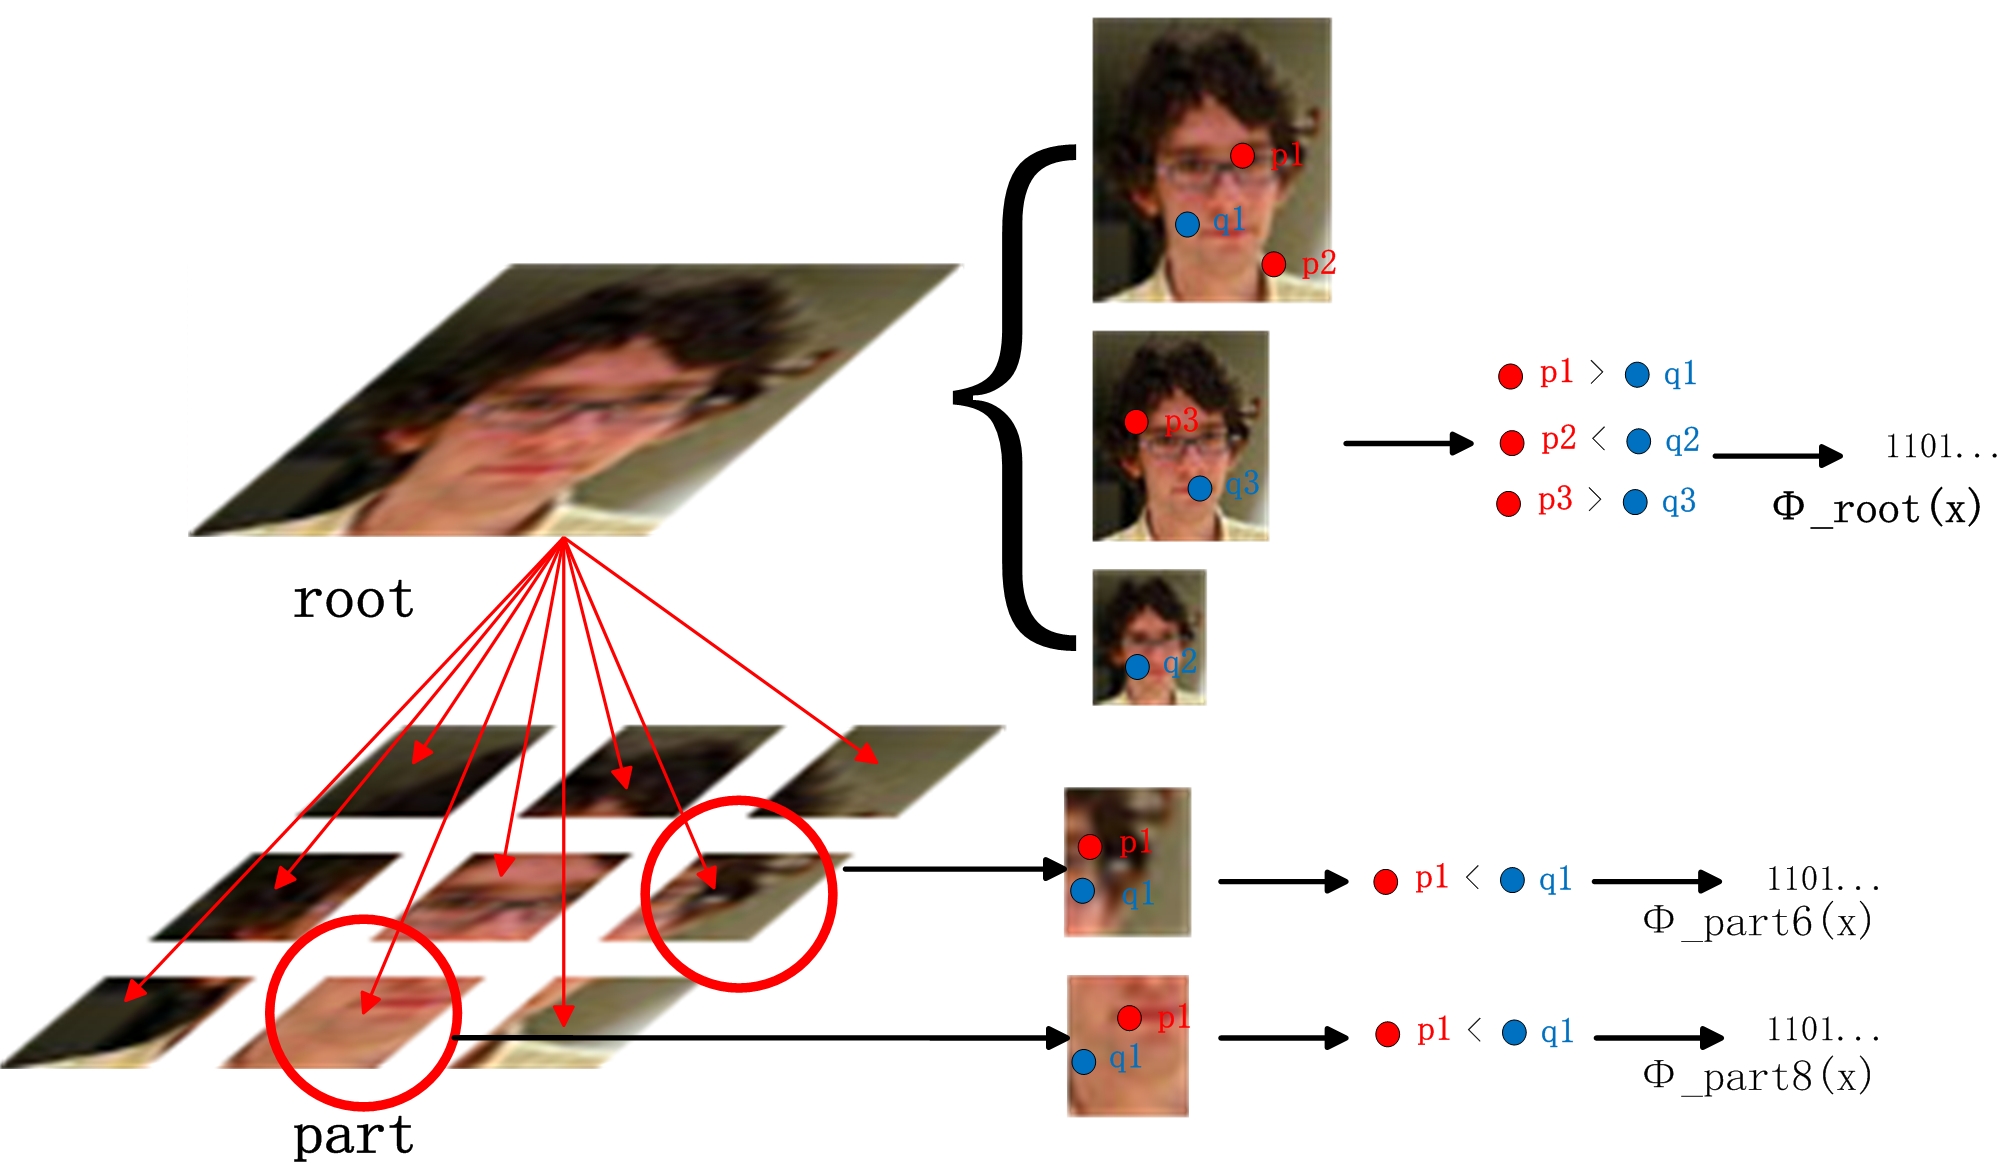 p1
q1
p2
p3
q3
q2
p1 > q1
p2 < q2
p3 > q3
1101...
Φ_root(x)
root
p1
q1
p1 < q1
1101...
Φ_part6(x)
p1
q1
p1 < q1
1101...
Φ_part8(x)
part